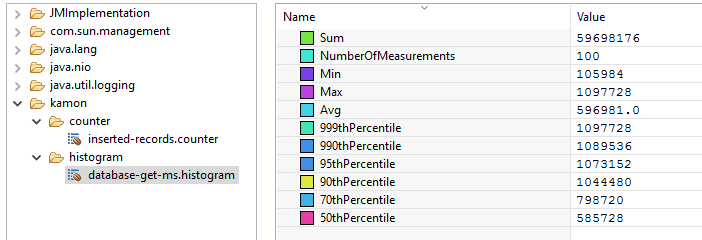 JMImplementation
com.sun.management
java.lang
java.nio
java.util.logging
kamon
counter
inserted-records.counter
histogram
database-get-ms.histogram
Name Value
Sum 59698176
NumberOfMeasurements 100
Min 105984
Max 1097728
Avg 596981.0
999thPercentile 1097728
990thPercentile 1089536
95thPercentile 1073152
90thPercentile 1044480
70thPercentile 798720
50thPercentile 585728